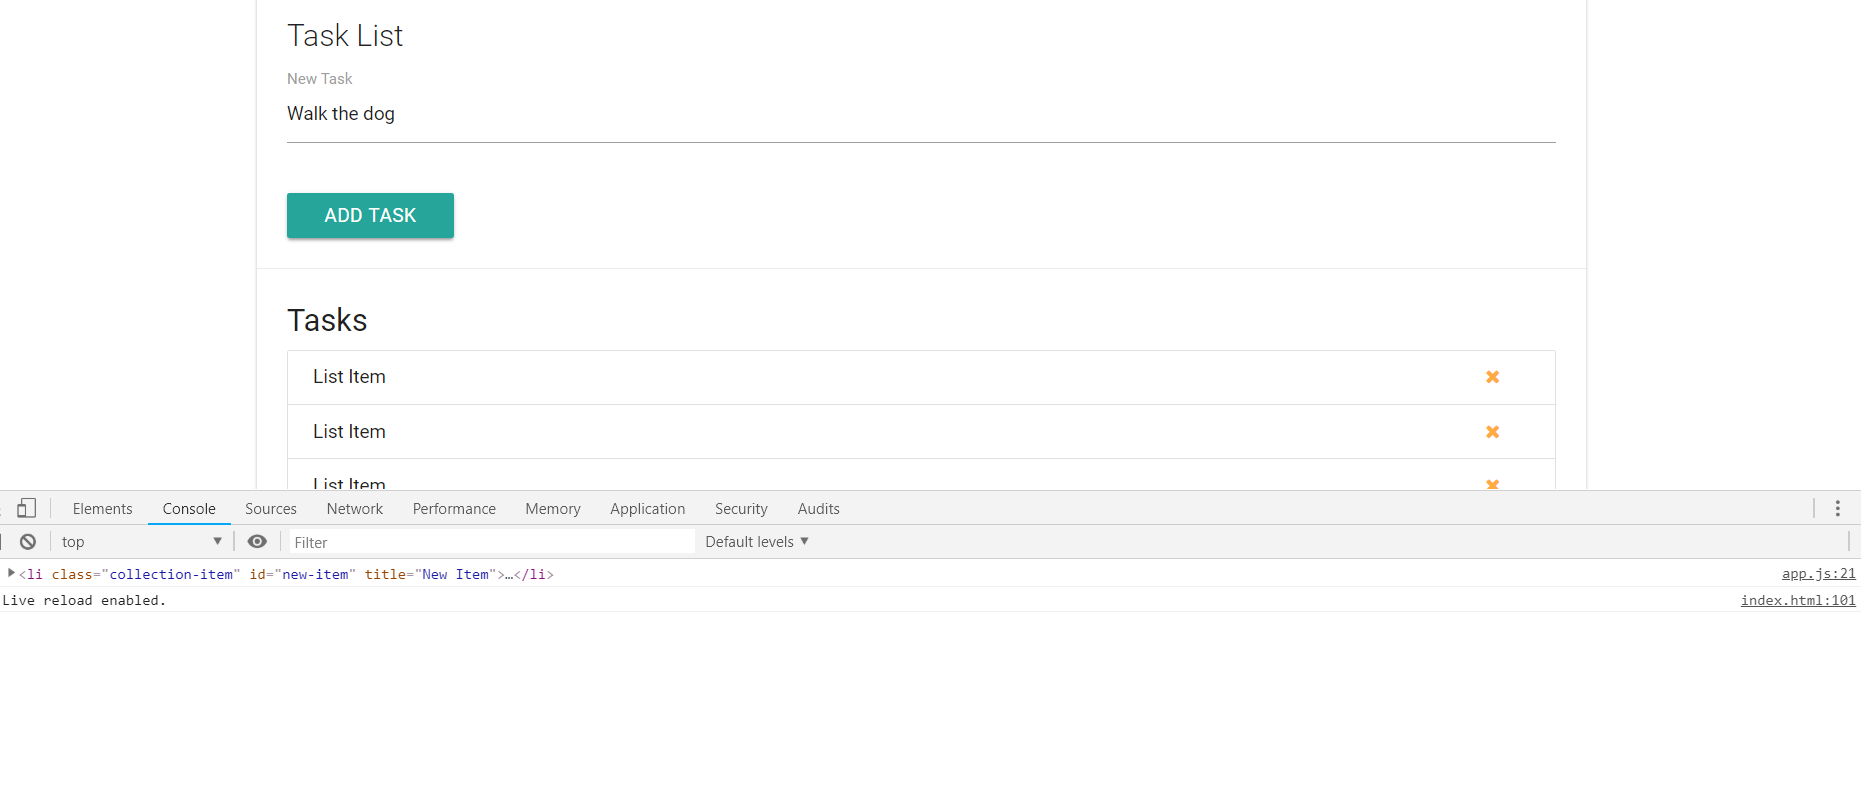 Task List
New Task
Walk the dog
ADD TASK
Tasks
List Item
List Item
List Item
Elements Console Sources Network Performance Memory Application Security Audits
top Filter Default levels
<li class="collection-item" id="new-item" title="New Item">…</li> app.js:21
Live reload enabled. index.html:101